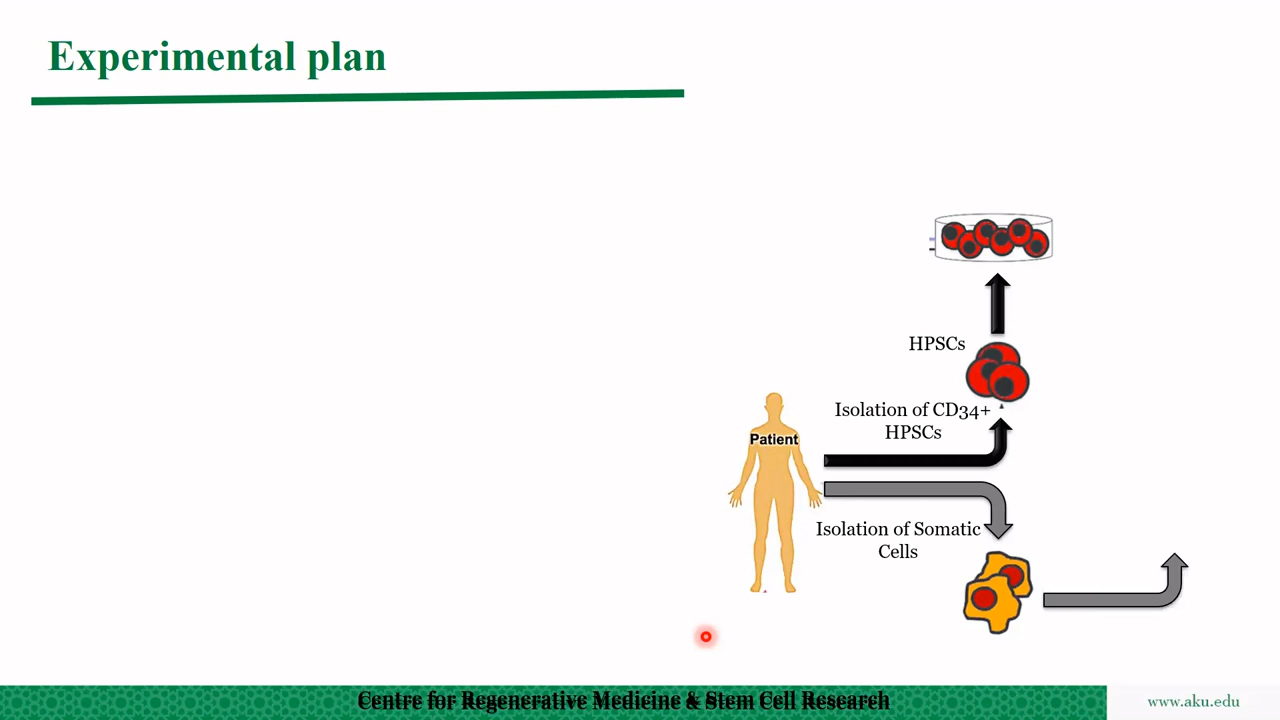 Experimental plan
HPSCs
Isolation of CD34+
HPSCs
Patient
Isolation of Somatic
Cells
Centre for Regenerative Medicine & Stem Cell Research
www.aku.edu